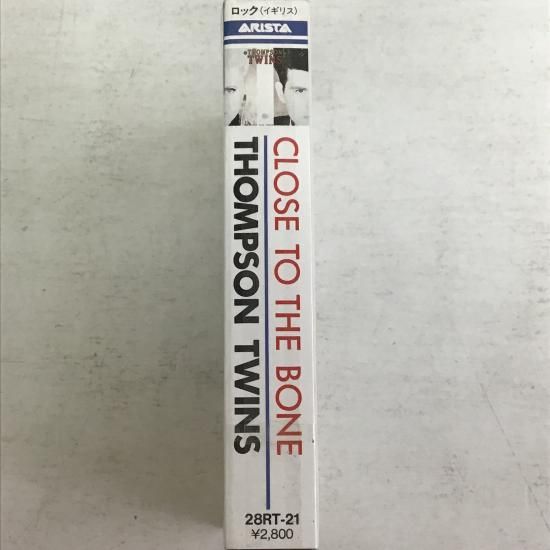 ロック(イギリス)
ARISTA
THOMPSON
TWINS
CLOSE TO THE BONE
THOMPSON TWINS
28RT-21
¥2,800